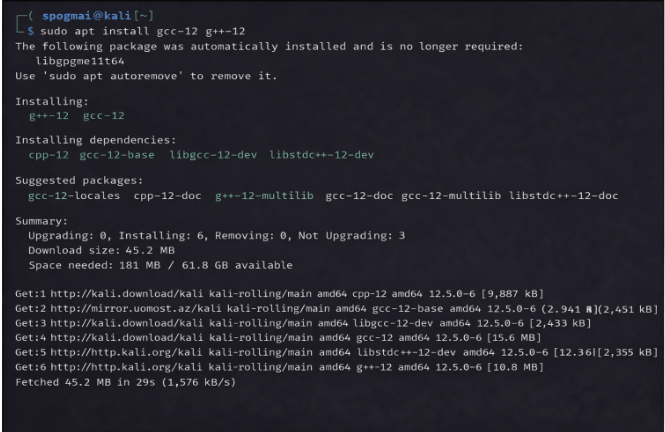 ( spogmai@kali[~]
$ sudo apt install gcc-12 g++-12
The following package was automatically installed and is no longer required:
libgpgme11t64
Use 'sudo apt autoremove' to remove it.
Installing:
g++-12 gcc-12
Installing dependencies:
cpp-12 gcc-12-base libgcc-12-dev libstdc++-12-dev
Suggested packages:
gcc-12-locales cpp-12-doc g++-12-multilib gcc-12-doc gcc-12-multilib libstdc++-12-doc
Summary:
Upgrading: 0, Installing: 6, Removing: 0, Not Upgrading: 3
Download size: 45.2 MB
Space needed: 181 MB / 61.8 GB available
Get:1 http://kali.download/kali kali-rolling/main amd64 cpp-12 amd64 12.5.0-6 [9,887 kB]
Get:2 http://mirror.uomost.az/kali kali-rolling/main amd64 gcc-12-base amd64 12.5.0-6 (2.941 ](2,451 kB]
Get:3 http://kali.download/kali kali-rolling/main amd64 libgcc-12-dev amd64 12.5.0-6 [2,433 kB]
Get:4 http://kali.download/kali kali-rolling/main amd64 gcc-12 amd64 12.5.0-6 [15.6 MB]
Get:5 http://http.kali.org/kali kali-rolling/main amd64 libstdc++-12-dev amd64 12.5.0-6 [12.36|[2,355 kB]
Get:6 http://http.kali.org/kali kali-rolling/main amd64 g++-12 amd64 12.5.0-6 [10.8 MB]
Fetched 45.2 MB in 29s (1,576 kB/s)